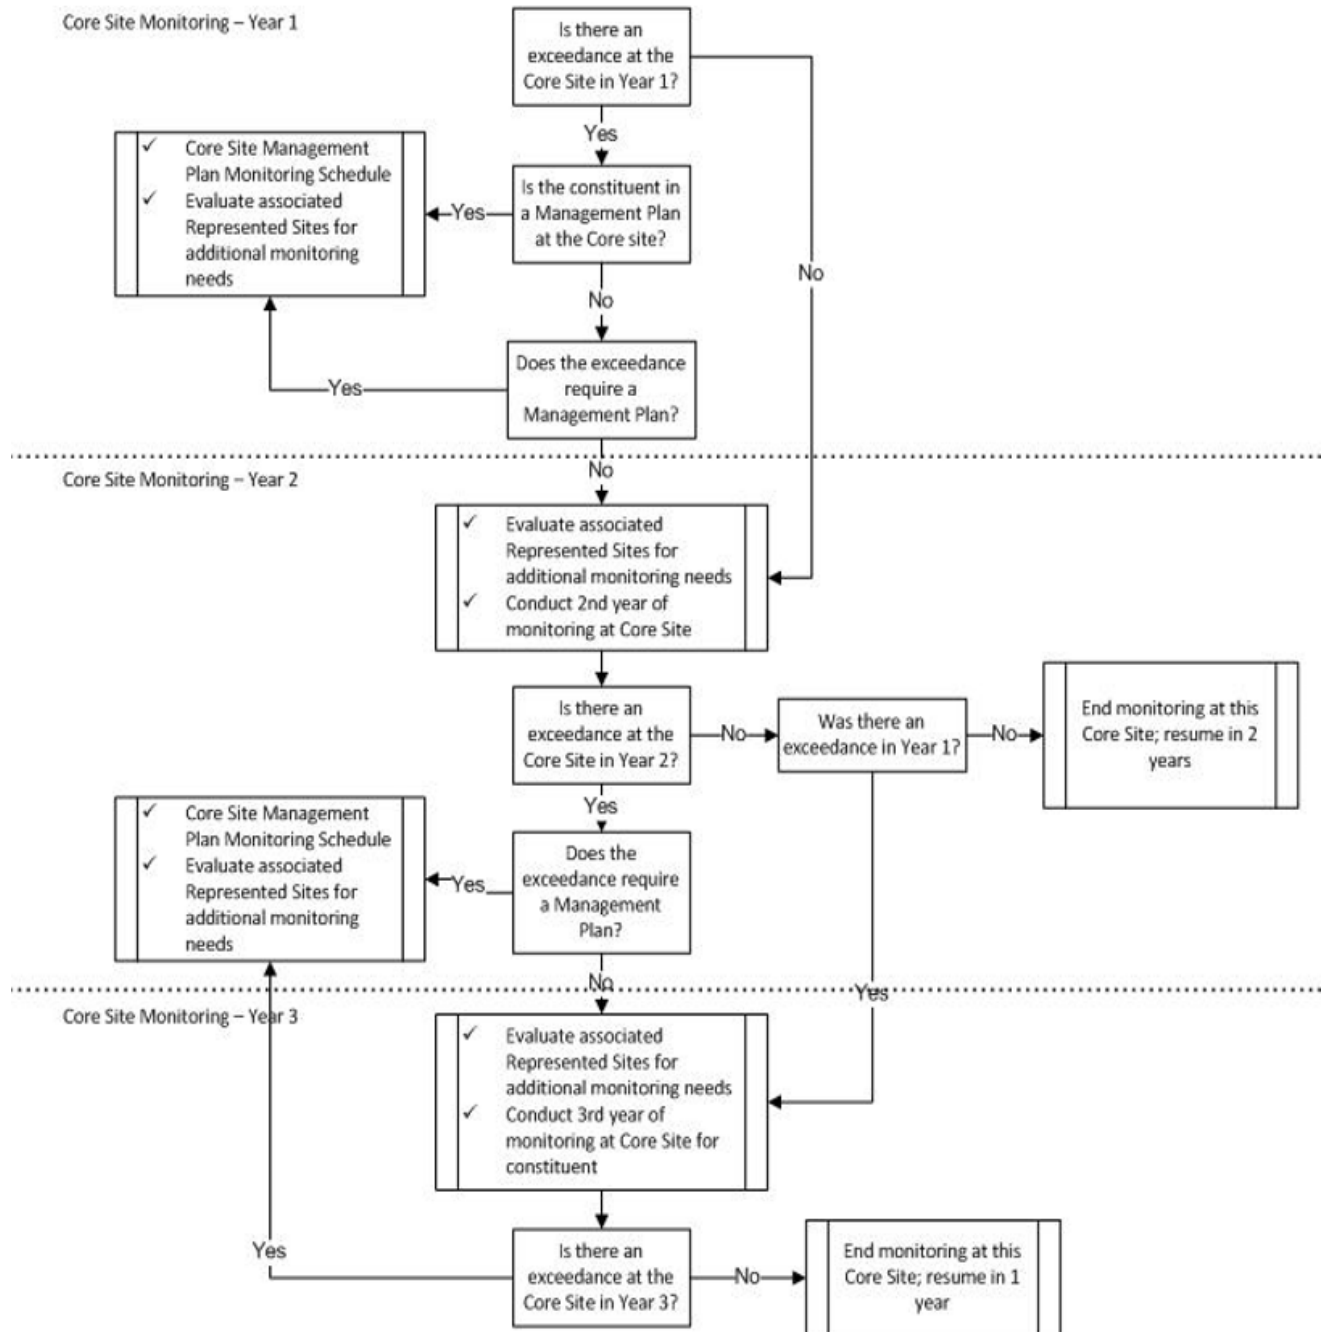 Core Site Monitoring – Year 1
Is there an
exceedance at the
Core Site in Year 1?
Yes
✓ Core Site Management
Plan Monitoring Schedule
✓ Evaluate associated
Represented Sites for
additional monitoring
needs
Yes
Is the constituent in
a Management Plan
at the Core site?
No
No
Does the exceedance
require a
Management Plan?
Yes
No
Core Site Monitoring – Year 2
✓ Evaluate associated
Represented Sites for
additional monitoring needs
✓ Conduct 2nd year of
monitoring at Core Site
Is there an
exceedance at the
Core Site in Year 2?
No
Was there an
exceedance in Year 1?
No
End monitoring at this
Core Site; resume in 2
years
Yes
✓ Core Site Management
Plan Monitoring Schedule
✓ Evaluate associated
Represented Sites for
additional monitoring
needs
Yes
Does the
exceedance require
a Management
Plan?
No
Yes
Core Site Monitoring – Year 3
✓ Evaluate associated
Represented Sites for
additional monitoring needs
✓ Conduct 3rd year of
monitoring at Core Site for
constituent
Yes
Is there an
exceedance at the
Core Site in Year 3?
No
End monitoring at this
Core Site; resume in 1
year